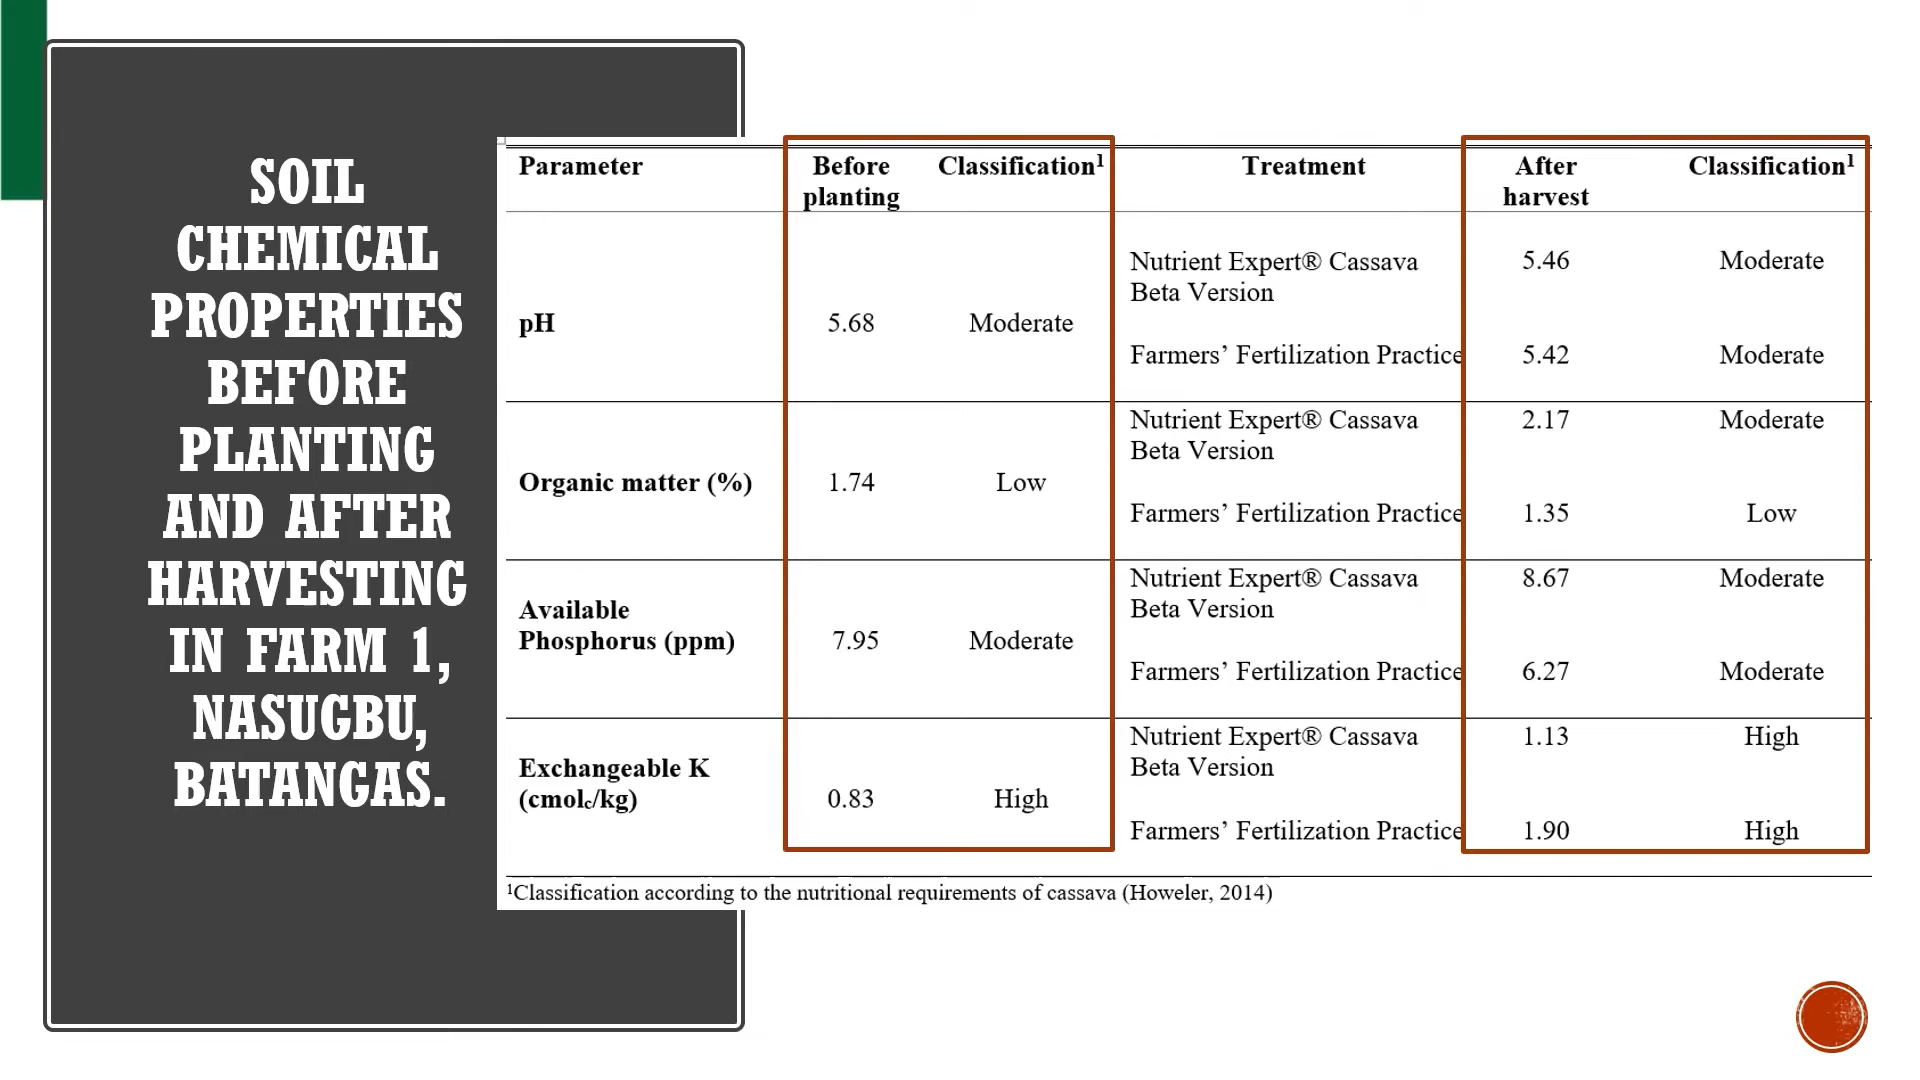 SOIL
CHEMICAL
PROPERTIES
BEFORE
PLANTING
AND AFTER
HARVESTING
IN FARM 1,
NASUGBU,
BATANGAS.
Parameter Before planting Classification¹ Treatment After harvest Classification¹
pH 5.68 Moderate
Nutrient Expert® Cassava Beta Version 5.46 Moderate
Farmers’ Fertilization Practice 5.42 Moderate
Organic matter (%) 1.74 Low
Nutrient Expert® Cassava Beta Version 2.17 Moderate
Farmers’ Fertilization Practice 1.35 Low
Available Phosphorus (ppm) 7.95 Moderate
Nutrient Expert® Cassava Beta Version 8.67 Moderate
Farmers’ Fertilization Practice 6.27 Moderate
Exchangeable K (cmolc/kg) 0.83 High
Nutrient Expert® Cassava Beta Version 1.13 High
Farmers’ Fertilization Practice 1.90 High
¹Classification according to the nutritional requirements of cassava (Howeler, 2014)